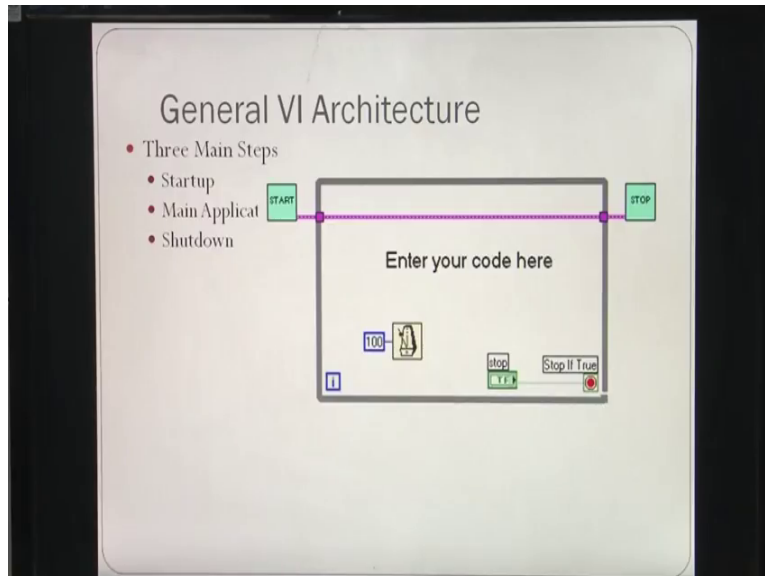 General VI Architecture
Three Main Steps
Startup
Main Applicat
Shutdown
START
STOP
Enter your code here
100
stop
Stop If True
TF
i